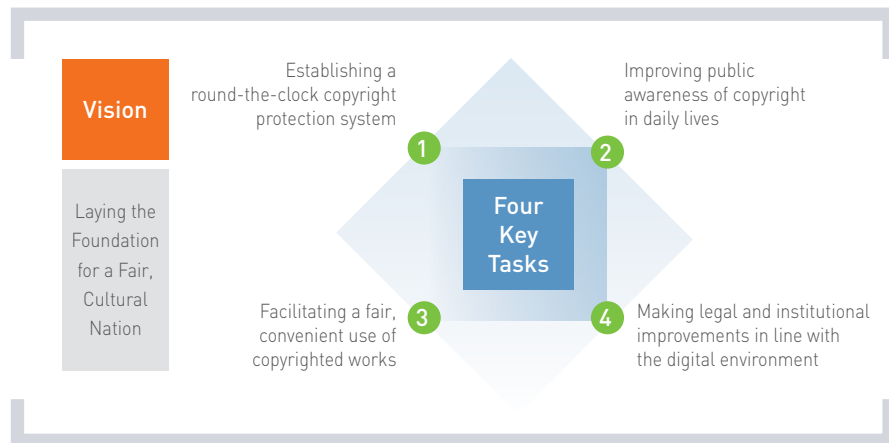 Vision
Laying the
Foundation
for a Fair,
Cultural
Nation
Establishing a
round-the-clock copyright
protection system
1
Improving public
awareness of copyright
in daily lives
2
Four
Key
Tasks
Facilitating a fair,
convenient use of
copyrighted works
3
4
Making legal and institutional
improvements in line with
the digital environment